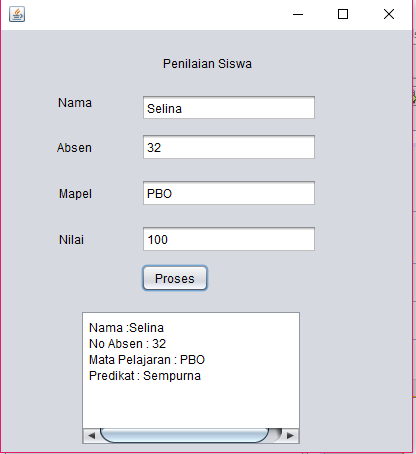 Penilaian Siswa
Nama Selina
Absen 32
Mapel PBO
Nilai 100
Proses
Nama :Selina
No Absen : 32
Mata Pelajaran : PBO
Predikat : Sempurna